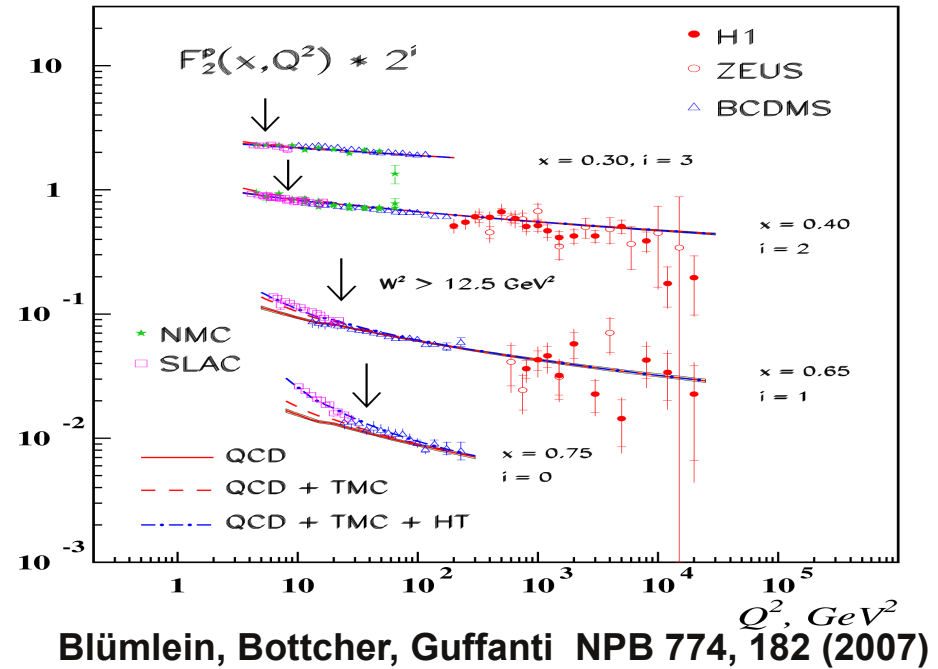 F₂ᵖ(x,Q²) * 2ⁱ
H1
ZEUS
BCDMS
10
x = 0.30, i = 3
1
x = 0.40
i = 2
W² > 12.5 GeV²
10⁻¹
NMC
SLAC
x = 0.65
i = 1
10⁻²
x = 0.75
i = 0
QCD
QCD + TMC
QCD + TMC + HT
10⁻³
1
10
10²
10³
10⁴
10⁵
Q², GeV²
Blümlein, Bottcher, Guffanti NPB 774, 182 (2007)